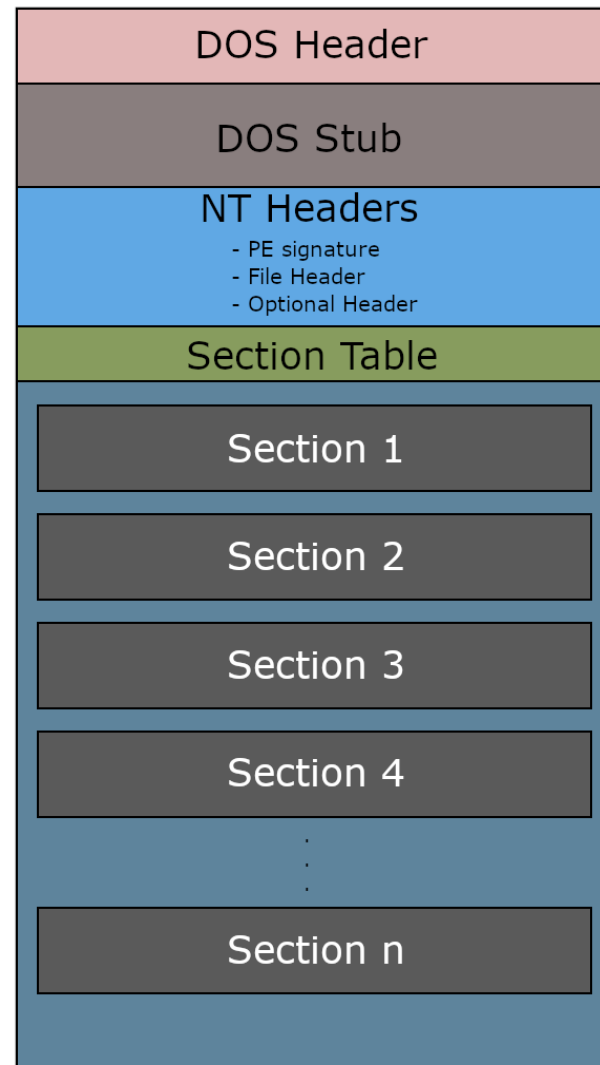 DOS Header
DOS Stub
NT Headers
- PE signature
- File Header
- Optional Header
Section Table
Section 1
Section 2
Section 3
Section 4
.
.
.
Section n